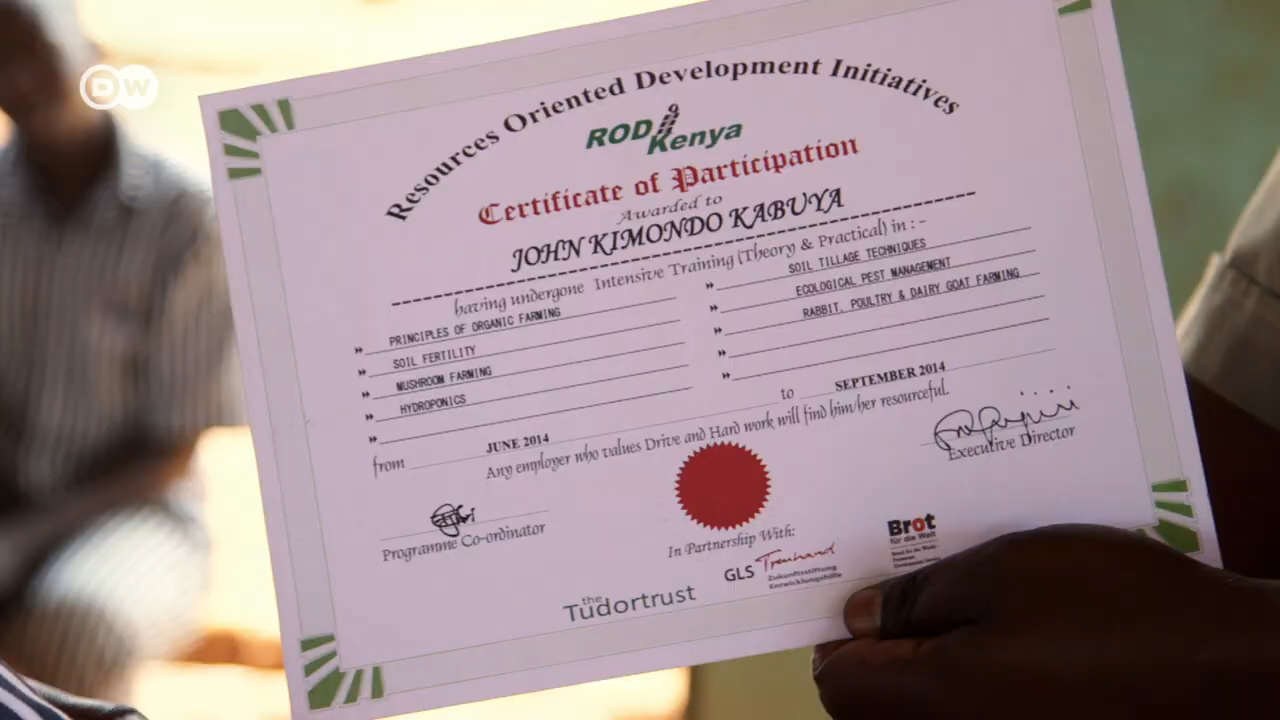 DW
Resources Oriented Development Initiatives
ROD Kenya
Certificate of Participation
Awarded to
JOHN KIMONDO KABUYA
having undergone Intensive Training (Theory & Practical) in : -
PRINCIPLES OF ORGANIC FARMING
SOIL FERTILITY
MUSHROOM FARMING
HYDROPONICS
SOIL TILLAGE TECHNIQUES
ECOLOGICAL PEST MANAGEMENT
RABBIT, POULTRY & DAIRY GOAT FARMING
from JUNE 2014 to SEPTEMBER 2014
Any employer who values Drive and Hard work will find him/her resourceful.
Programme Co-ordinator
Executive Director
In Partnership With:
the
Tudortrust
GLS Treuhand
Zukunftsstiftung
Entwicklungshilfe
Brot
für die Welt